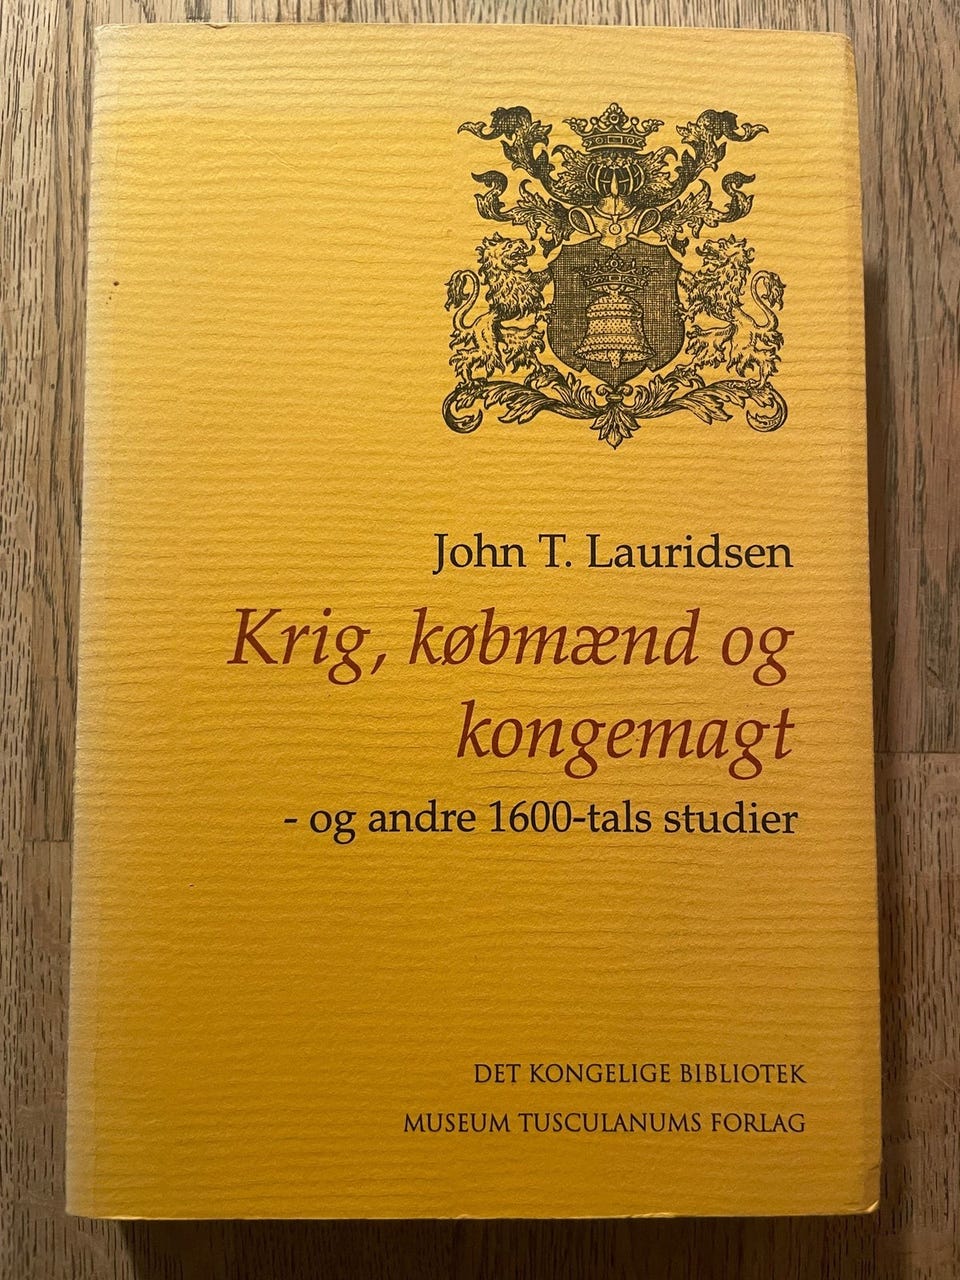 John T. Lauridsen
Krig, købmænd og
kongemagt
- og andre 1600-tals studier
DET KONGELIGE BIBLIOTEK
MUSEUM TUSCULANUMS FORLAG